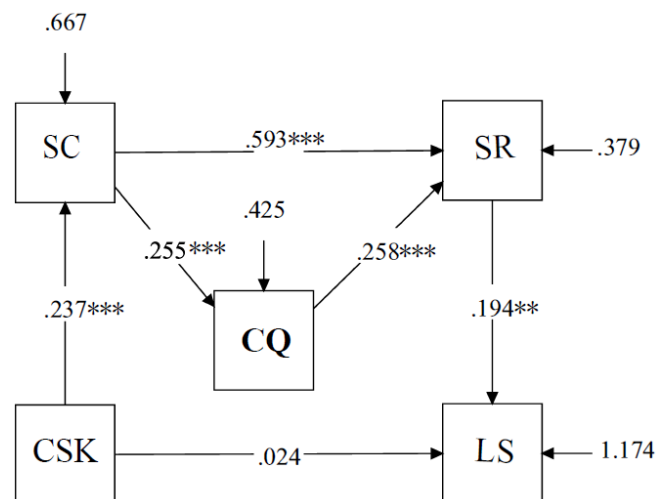 .667
SC
.593***
SR
.379
.425
.255***
.258***
.237***
CQ
.194**
CSK
.024
LS
1.174